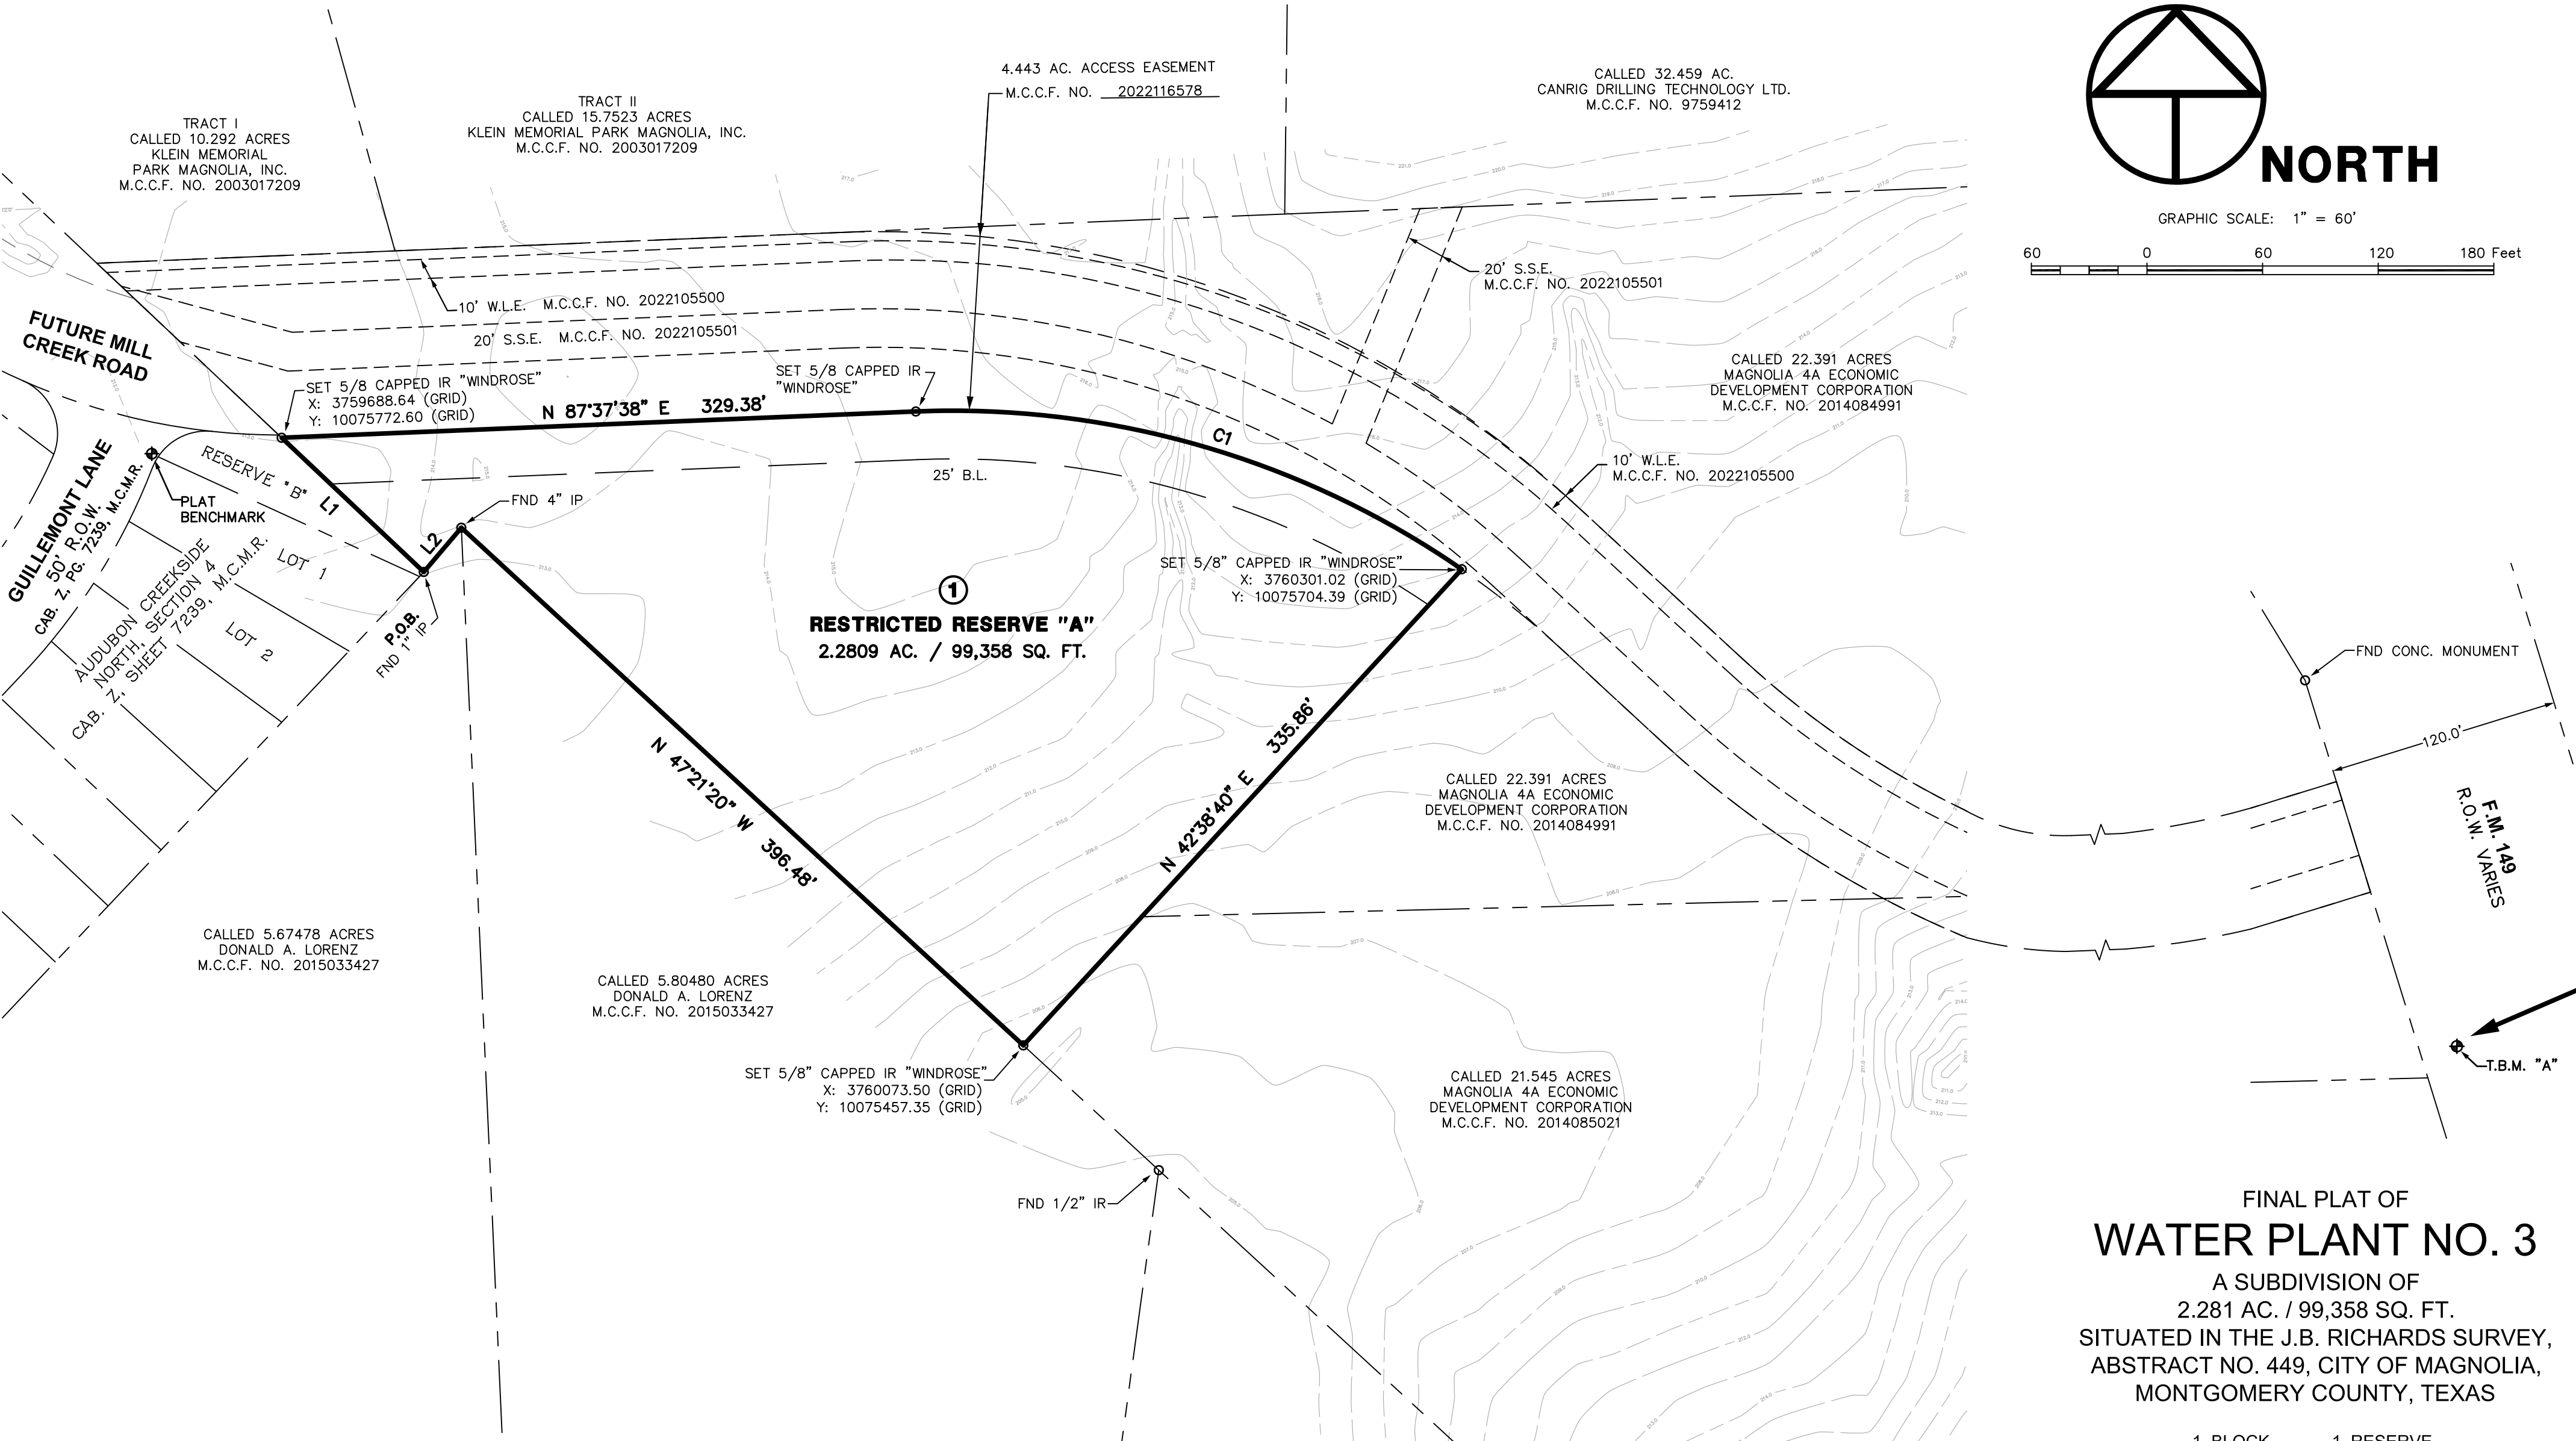 4.443 AC. ACCESS EASEMENT
M.C.C.F. NO. 2022116578
CALLED 32.459 AC.
CANRIG DRILLING TECHNOLOGY LTD.
M.C.C.F. NO. 9759412
TRACT II
CALLED 15.7523 ACRES
KLEIN MEMORIAL PARK MAGNOLIA, INC.
M.C.C.F. NO. 2003017209
TRACT I
CALLED 10.292 ACRES
KLEIN MEMORIAL
PARK MAGNOLIA, INC.
M.C.C.F. NO. 2003017209
NORTH
GRAPHIC SCALE: 1" = 60'
60 0 60 120 180 Feet
20' S.S.E.
M.C.C.F. NO. 2022105501
10' W.L.E. M.C.C.F. NO. 2022105500
20' S.S.E. M.C.C.F. NO. 2022105501
FUTURE MILL
CREEK ROAD
SET 5/8 CAPPED IR "WINDROSE"
X: 3759688.64 (GRID)
Y: 10075772.60 (GRID)
SET 5/8 CAPPED IR
"WINDROSE"
N 87°37'38" E 329.38'
C1
CALLED 22.391 ACRES
MAGNOLIA 4A ECONOMIC
DEVELOPMENT CORPORATION
M.C.C.F. NO. 2014084991
10' W.L.E.
M.C.C.F. NO. 2022105500
25' B.L.
GUILLEMONT LANE
50' R.O.W.
CAB. Z, PG. 7239, M.C.M.R.
RESERVE "B"
L1
PLAT
BENCHMARK
L2
FND 4" IP
LOT 1
LOT 2
AUDUBON CREEKSIDE
NORTH, SECTION 4
CAB. Z, SHEET 7239, M.C.M.R.
P.O.B.
FND 1" IP
SET 5/8" CAPPED IR "WINDROSE"
X: 3760301.02 (GRID)
Y: 10075704.39 (GRID)
1
RESTRICTED RESERVE "A"
2.2809 AC. / 99,358 SQ. FT.
N 47°21'20" W 396.48'
N 42°38'40" E 335.86'
FND CONC. MONUMENT
120.0'
F.M. 149
R.O.W. VARIES
CALLED 22.391 ACRES
MAGNOLIA 4A ECONOMIC
DEVELOPMENT CORPORATION
M.C.C.F. NO. 2014084991
CALLED 5.67478 ACRES
DONALD A. LORENZ
M.C.C.F. NO. 2015033427
CALLED 5.80480 ACRES
DONALD A. LORENZ
M.C.C.F. NO. 2015033427
SET 5/8" CAPPED IR "WINDROSE"
X: 3760073.50 (GRID)
Y: 10075457.35 (GRID)
T.B.M. "A"
CALLED 21.545 ACRES
MAGNOLIA 4A ECONOMIC
DEVELOPMENT CORPORATION
M.C.C.F. NO. 2014085021
FND 1/2" IR
FINAL PLAT OF
WATER PLANT NO. 3
A SUBDIVISION OF
2.281 AC. / 99,358 SQ. FT.
SITUATED IN THE J.B. RICHARDS SURVEY,
ABSTRACT NO. 449, CITY OF MAGNOLIA,
MONTGOMERY COUNTY, TEXAS
1 BLOCK 1 RESERVE